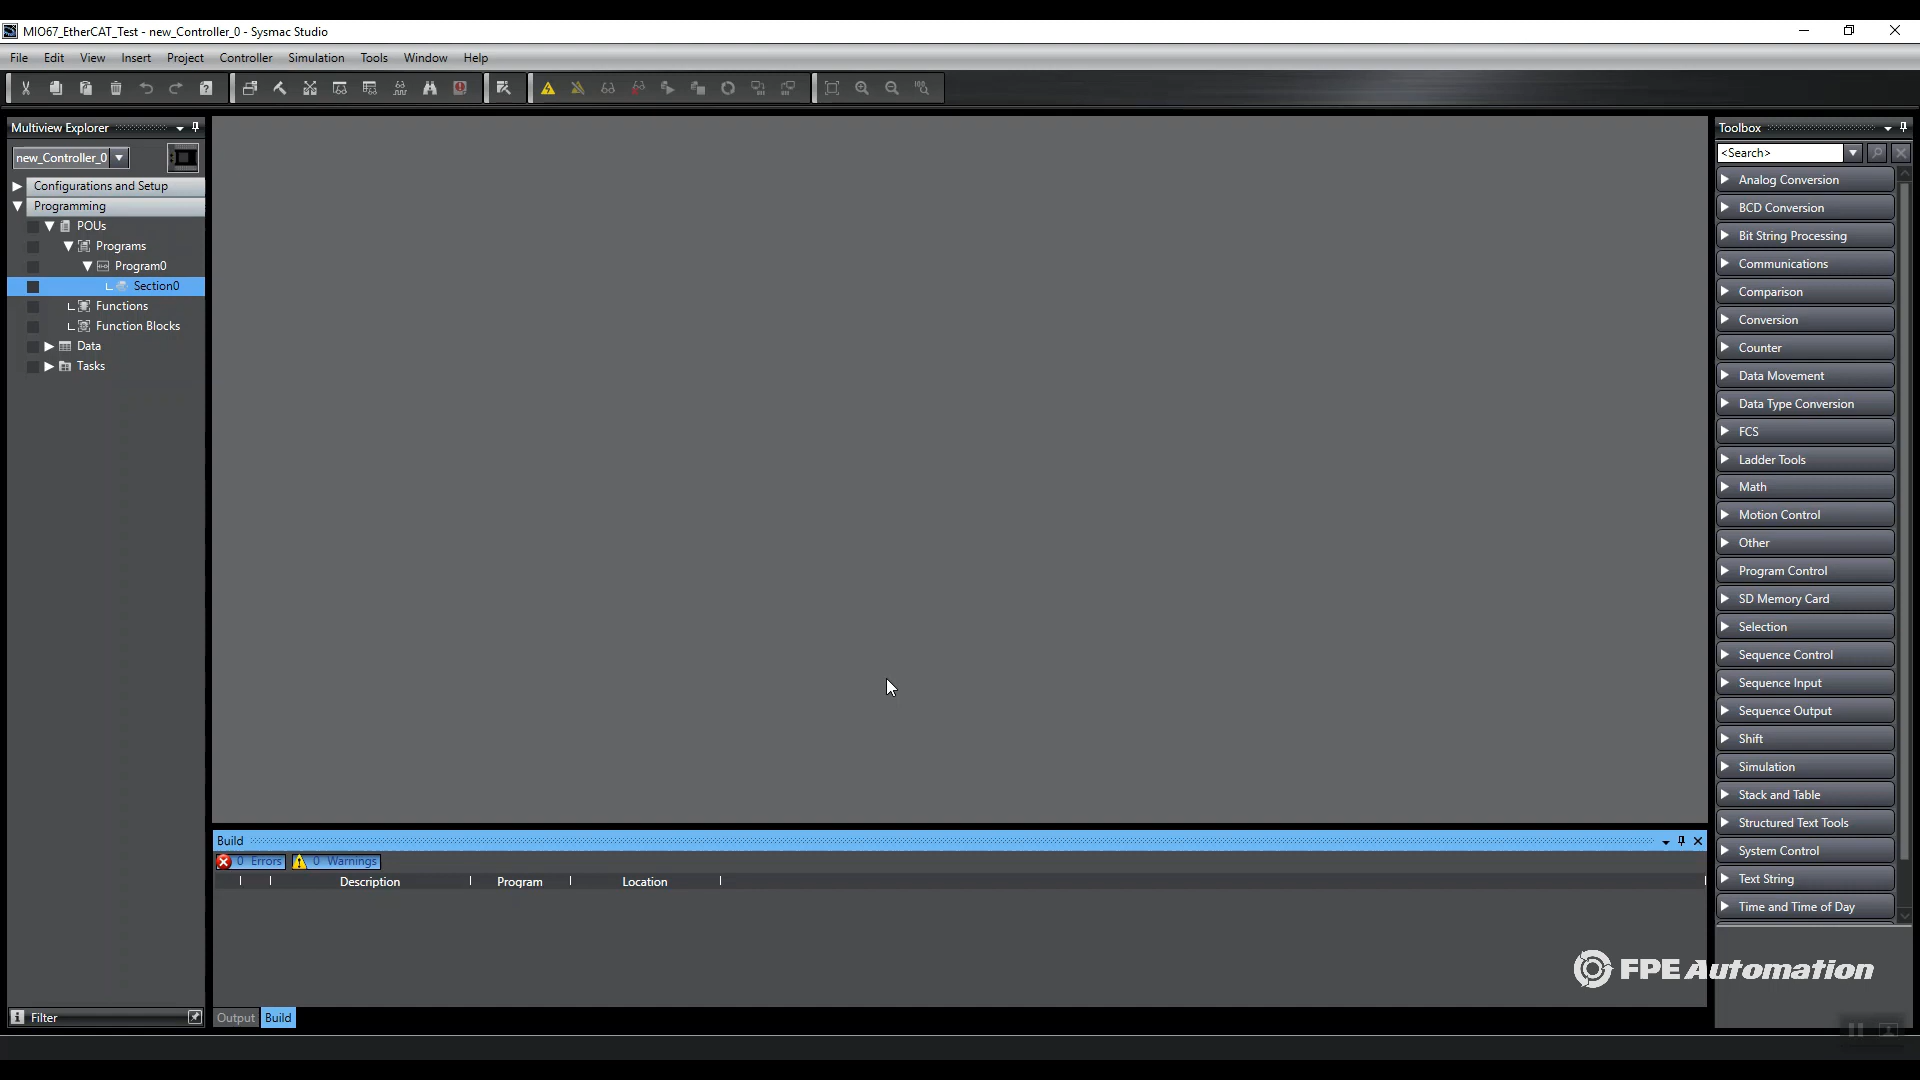 MIO67_EtherCAT_Test - new_Controller_0 - Sysmac Studio
File Edit View Insert Project Controller Simulation Tools Window Help
Multiview Explorer
new_Controller_0
Configurations and Setup
Programming
POUs
Programs
Program0
Section0
Functions
Function Blocks
Data
Tasks
Filter
Build
0 Errors 0 Warnings
Description Program Location
Output Build
Toolbox
<Search>
Analog Conversion
BCD Conversion
Bit String Processing
Communications
Comparison
Conversion
Counter
Data Movement
Data Type Conversion
FCS
Ladder Tools
Math
Motion Control
Other
Program Control
SD Memory Card
Selection
Sequence Control
Sequence Input
Sequence Output
Shift
Simulation
Stack and Table
Structured Text Tools
System Control
Text String
Time and Time of Day
FPE Automation